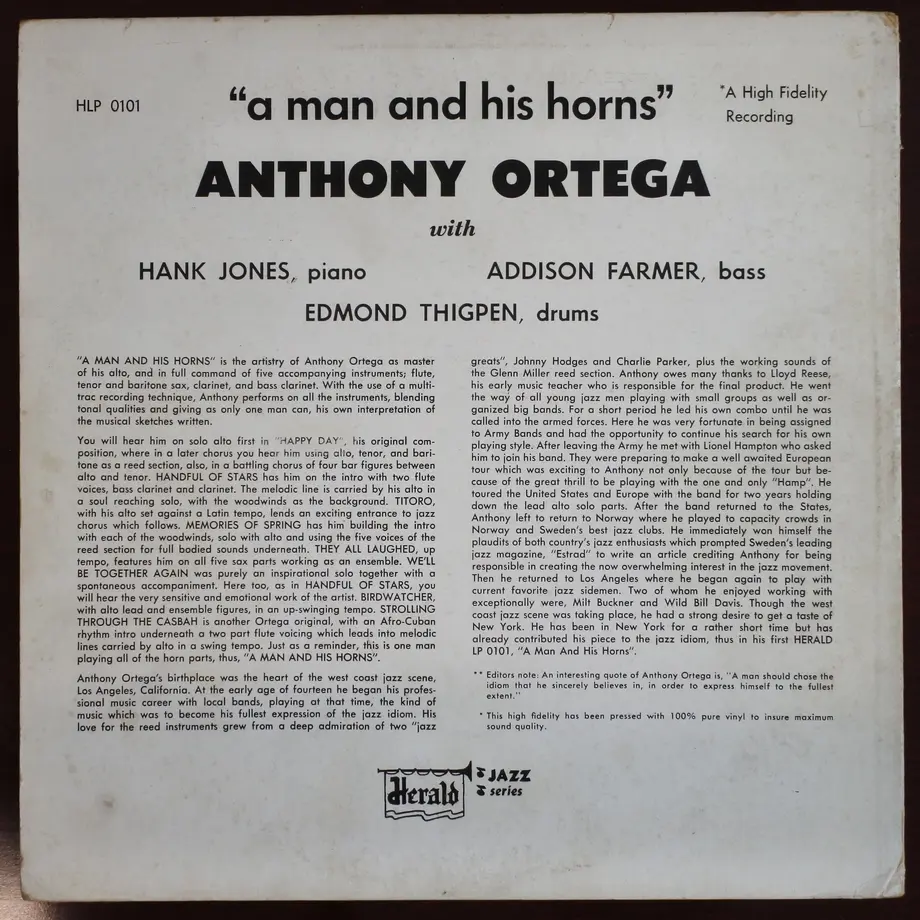 HLP 0101
"a man and his horns"
*A High Fidelity
Recording
ANTHONY ORTEGA
with
HANK JONES, piano
ADDISON FARMER, bass
EDMOND THIGPEN, drums
"A MAN AND HIS HORNS" is the artistry of Anthony Ortega as master
of his alto, and in full command of five accompanying instruments; flute,
tenor and baritone sax, clarinet, and bass clarinet. With the use of a multi-
trac recording technique, Anthony performs on all the instruments, blending
tonal qualities and giving as only one man can, his own interpretation of
the musical sketches written.
You will hear him on solo alto first in "HAPPY DAY", his original com-
position, where in a later chorus you hear him using alto, tenor, and bari-
tone as a reed section, also, in a battling chorus of four bar figures between
alto and tenor. HANDFUL OF STARS has him on the intro with two flute
voices, bass clarinet and clarinet. The melodic line is carried by his alto in
a soul reaching solo, with the woodwinds as the background. TITORO,
with his alto set against a Latin tempo, lends an exciting entrance to jazz
chorus which follows. MEMORIES OF SPRING has him building the intro
with each of the woodwinds, solo with alto and using the five voices of the
reed section for full bodied sounds underneath. THEY ALL LAUGHED, up
tempo, features him on all five sax parts working as an ensemble. WE'LL
BE TOGETHER AGAIN was purely an inspirational solo together with a
spontaneous accompaniment. Here too, as in HANDFUL OF STARS, you
will hear the very sensitive and emotional work of the artist. BIRDWATCHER,
with alto lead and ensemble figures, in an up-swinging tempo. STROLLING
THROUGH THE CASBAH is another Ortega original, with an Afro-Cuban
rhythm intro underneath a two part flute voicing which leads into melodic
lines carried by alto in a swing tempo. Just as a reminder, this is one man
playing all of the horn parts, thus, "A MAN AND HIS HORNS".
Anthony Ortega's birthplace was the heart of the west coast jazz scene,
Los Angeles, California. At the early age of fourteen he began his profes-
sional music career with local bands, playing at that time, the kind of
music which was to become his fullest expression of the jazz idiom. His
love for the reed instruments grew from a deep admiration of two "jazz
greats", Johnny Hodges and Charlie Parker, plus the working sounds of
the Glenn Miller reed section. Anthony owes many thanks to Lloyd Reese,
his early music teacher who is responsible for the final product. He went
the way of all young jazz men playing with small groups as well as or-
ganized big bands. For a short period he led his own combo until he was
called into the armed forces. Here he was very fortunate in being assigned
to Army Bands and had the opportunity to continue his search for his own
playing style. After leaving the Army he met with Lionel Hampton who asked
him to join his band. They were preparing to make a well awaited European
tour which was exciting to Anthony not only because of the tour but be-
cause of the great thrill to be playing with the one and only "Hamp". He
toured the United States and Europe with the band for two years holding
down the lead alto solo parts. After the band returned to the States,
Anthony left to return to Norway where he played to capacity crowds in
Norway and Sweden's best jazz clubs. He immediately won himself the
plaudits of both country's jazz enthusiasts which prompted Sweden's leading
jazz magazine, "Estrad" to write an article crediting Anthony for being
responsible in creating the now overwhelming interest in the jazz movement.
Then he returned to Los Angeles where he began again to play with
current favorite jazz sidemen. Two of whom he enjoyed working with
exceptionally were, Milt Buckner and Wild Bill Davis. Though the west
coast jazz scene was taking place, he had a strong desire to get a taste of
New York. He has been in New York for a rather short time but has
already contributed his piece to the jazz idiom, thus in his first HERALD
LP 0101, "A Man And His Horns".
** Editors note: An interesting quote of Anthony Ortega is, "A man should chose the
idiom that he sincerely believes in, in order to express himself to the fullest
extent."
* This high fidelity has been pressed with 100% pure vinyl to insure maximum
sound quality.
Herald
JAZZ
series